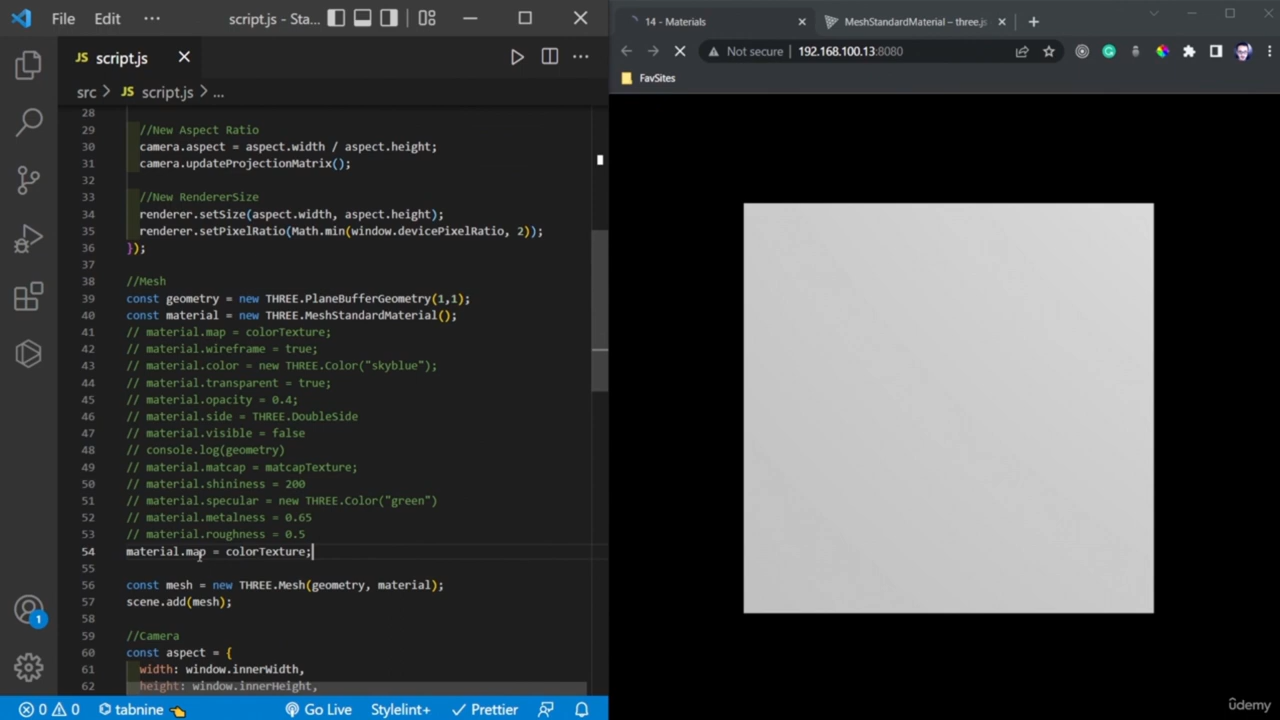 File Edit ··· script.js - Sta...
JS script.js
src > JS script.js > ...
28
29 //New Aspect Ratio
30 camera.aspect = aspect.width / aspect.height;
31 camera.updateProjectionMatrix();
32
33 //New RendererSize
34 renderer.setSize(aspect.width, aspect.height);
35 renderer.setPixelRatio(Math.min(window.devicePixelRatio, 2));
36 });
37
38 //Mesh
39 const geometry = new THREE.PlaneBufferGeometry(1,1);
40 const material = new THREE.MeshStandardMaterial();
41 // material.map = colorTexture;
42 // material.wireframe = true;
43 // material.color = new THREE.Color("skyblue");
44 // material.transparent = true;
45 // material.opacity = 0.4;
46 // material.side = THREE.DoubleSide
47 // material.visible = false
48 // console.log(geometry)
49 // material.matcap = matcapTexture;
50 // material.shininess = 200
51 // material.specular = new THREE.Color("green")
52 // material.metalness = 0.65
53 // material.roughness = 0.5
54 material.map = colorTexture;
55
56 const mesh = new THREE.Mesh(geometry, material);
57 scene.add(mesh);
58
59 //Camera
60 const aspect = {
61 width: window.innerWidth,
62 height: window.innerHeight,
1
0 0 tabnine Go Live Stylelint+ Prettier
14 - Materials MeshStandardMaterial – three.js
Not secure 192.168.100.13:8080
FavSites
ûdemy